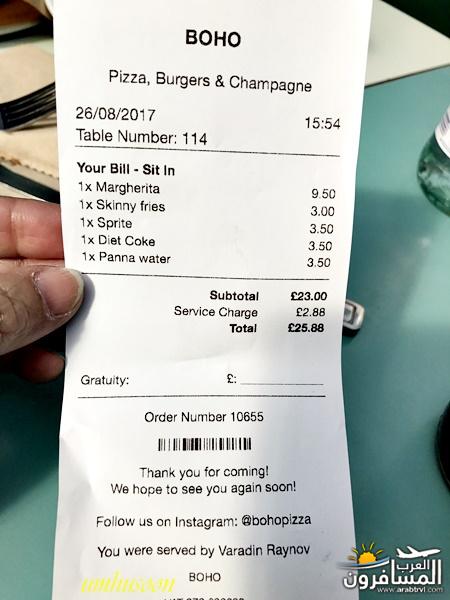 BOHO
Pizza, Burgers & Champagne
26/08/2017 15:54
Table Number: 114
Your Bill - Sit In
1x Margherita 9.50
1x Skinny fries 3.00
1x Sprite 3.50
1x Diet Coke 3.50
1x Panna water 3.50
Subtotal £23.00
Service Charge £2.88
Total £25.88
Gratuity: £:
Order Number 10655
Thank you for coming!
We hope to see you again soon!
Follow us on Instagram: @bohopizza
You were served by Varadin Raynov
BOHO
العرب
المسافرون
www.arabtrvl.com